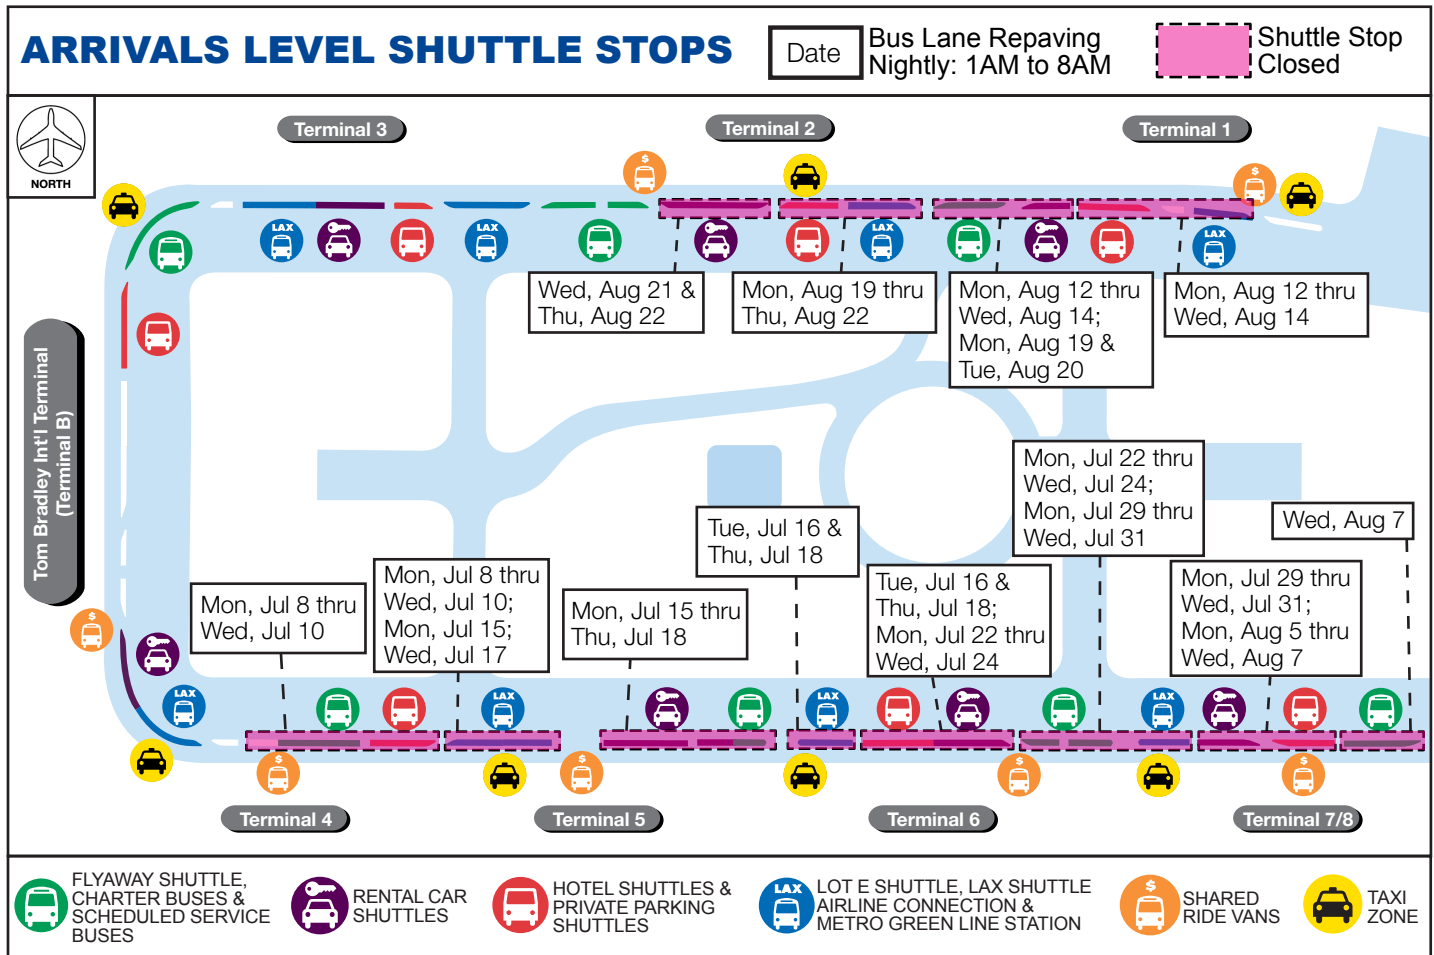 ARRIVALS LEVEL SHUTTLE STOPS
Date
Bus Lane Repaving
Nightly: 1AM to 8AM
Shuttle Stop
Closed
NORTH
Terminal 3
Terminal 2
Terminal 1
$
$
LAX
LAX
LAX
LAX
Wed, Aug 21 &
Thu, Aug 22
Mon, Aug 19 thru
Thu, Aug 22
Mon, Aug 12 thru
Wed, Aug 14;
Mon, Aug 19 &
Tue, Aug 20
Mon, Aug 12 thru
Wed, Aug 14
Tom Bradley Int'l Terminal
(Terminal B)
Mon, Jul 22 thru
Wed, Jul 24;
Mon, Jul 29 thru
Wed, Jul 31
Wed, Aug 7
Tue, Jul 16 &
Thu, Jul 18
Mon, Jul 8 thru
Wed, Jul 10
Mon, Jul 8 thru
Wed, Jul 10;
Mon, Jul 15;
Wed, Jul 17
Mon, Jul 15 thru
Thu, Jul 18
Tue, Jul 16 &
Thu, Jul 18;
Mon, Jul 22 thru
Wed, Jul 24
Mon, Jul 29 thru
Wed, Jul 31;
Mon, Aug 5 thru
Wed, Aug 7
$
LAX
LAX
LAX
LAX
$
$
$
$
Terminal 4
Terminal 5
Terminal 6
Terminal 7/8
FLYAWAY SHUTTLE,
CHARTER BUSES &
SCHEDULED SERVICE
BUSES
RENTAL CAR
SHUTTLES
HOTEL SHUTTLES &
PRIVATE PARKING
SHUTTLES
LAX
LOT E SHUTTLE, LAX SHUTTLE
AIRLINE CONNECTION &
METRO GREEN LINE STATION
$
SHARED
RIDE VANS
TAXI
ZONE